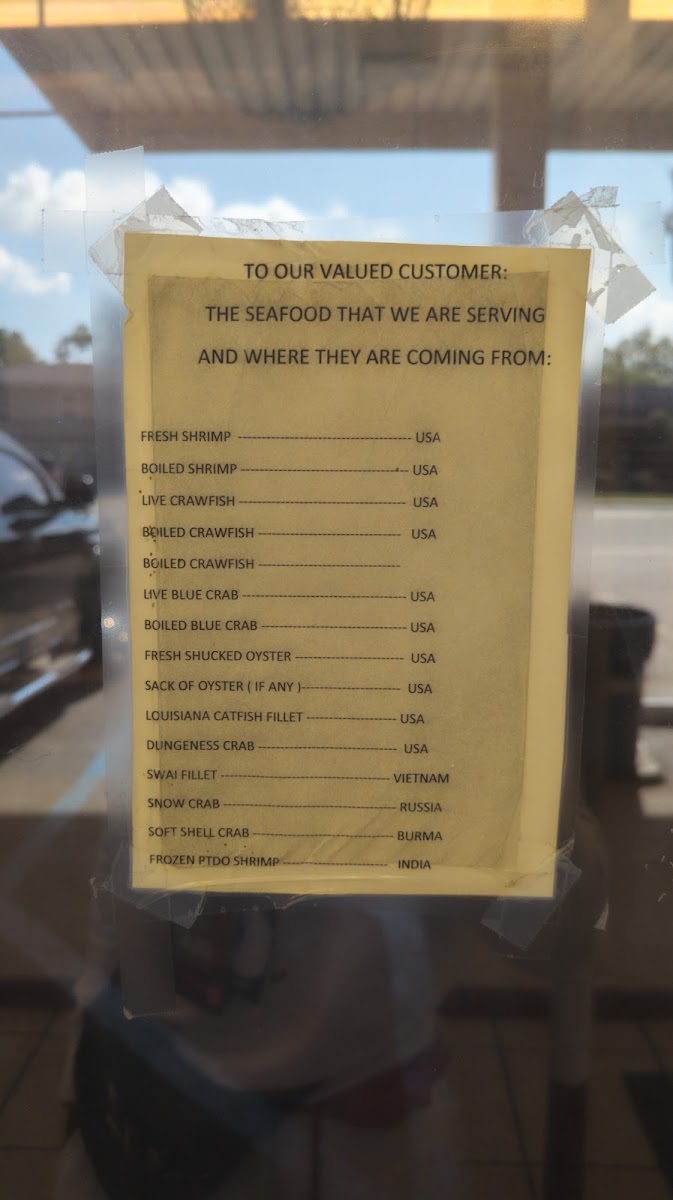 TO OUR VALUED CUSTOMER:
THE SEAFOOD THAT WE ARE SERVING
AND WHERE THEY ARE COMING FROM:
FRESH SHRIMP ------------------------------------ USA
BOILED SHRIMP ----------------------------------- USA
LIVE CRAWFISH ----------------------------------- USA
BOILED CRAWFISH ------------------------------ USA
BOILED CRAWFISH ------------------------------
LIVE BLUE CRAB ----------------------------------- USA
BOILED BLUE CRAB ------------------------------- USA
FRESH SHUCKED OYSTER ----------------------- USA
SACK OF OYSTER ( IF ANY )--------------------- USA
LOUISIANA CATFISH FILLET ------------------- USA
DUNGENESS CRAB ----------------------------- USA
SWAI FILLET ------------------------------------ VIETNAM
SNOW CRAB ------------------------------------ RUSSIA
SOFT SHELL CRAB ------------------------------ BURMA
FROZEN PTDO SHRIMP ---------------------- INDIA